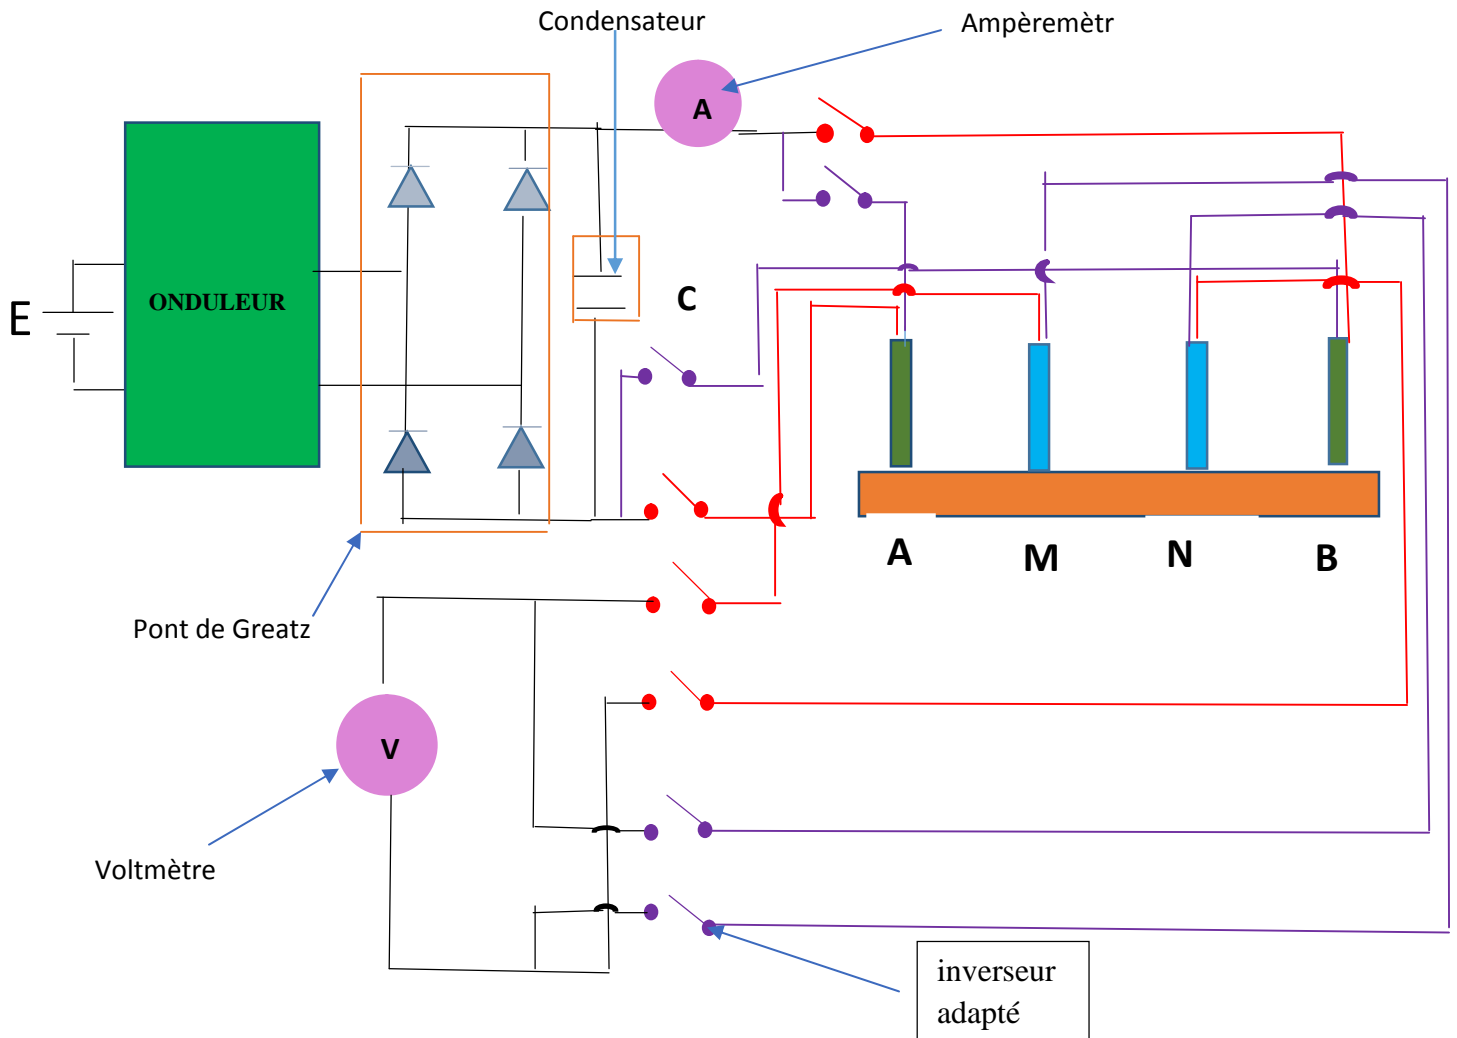 Condensateur
Ampèremètr
A
E
ONDULEUR
C
A
M
N
B
Pont de Greatz
V
Voltmètre
inverseur
adapté